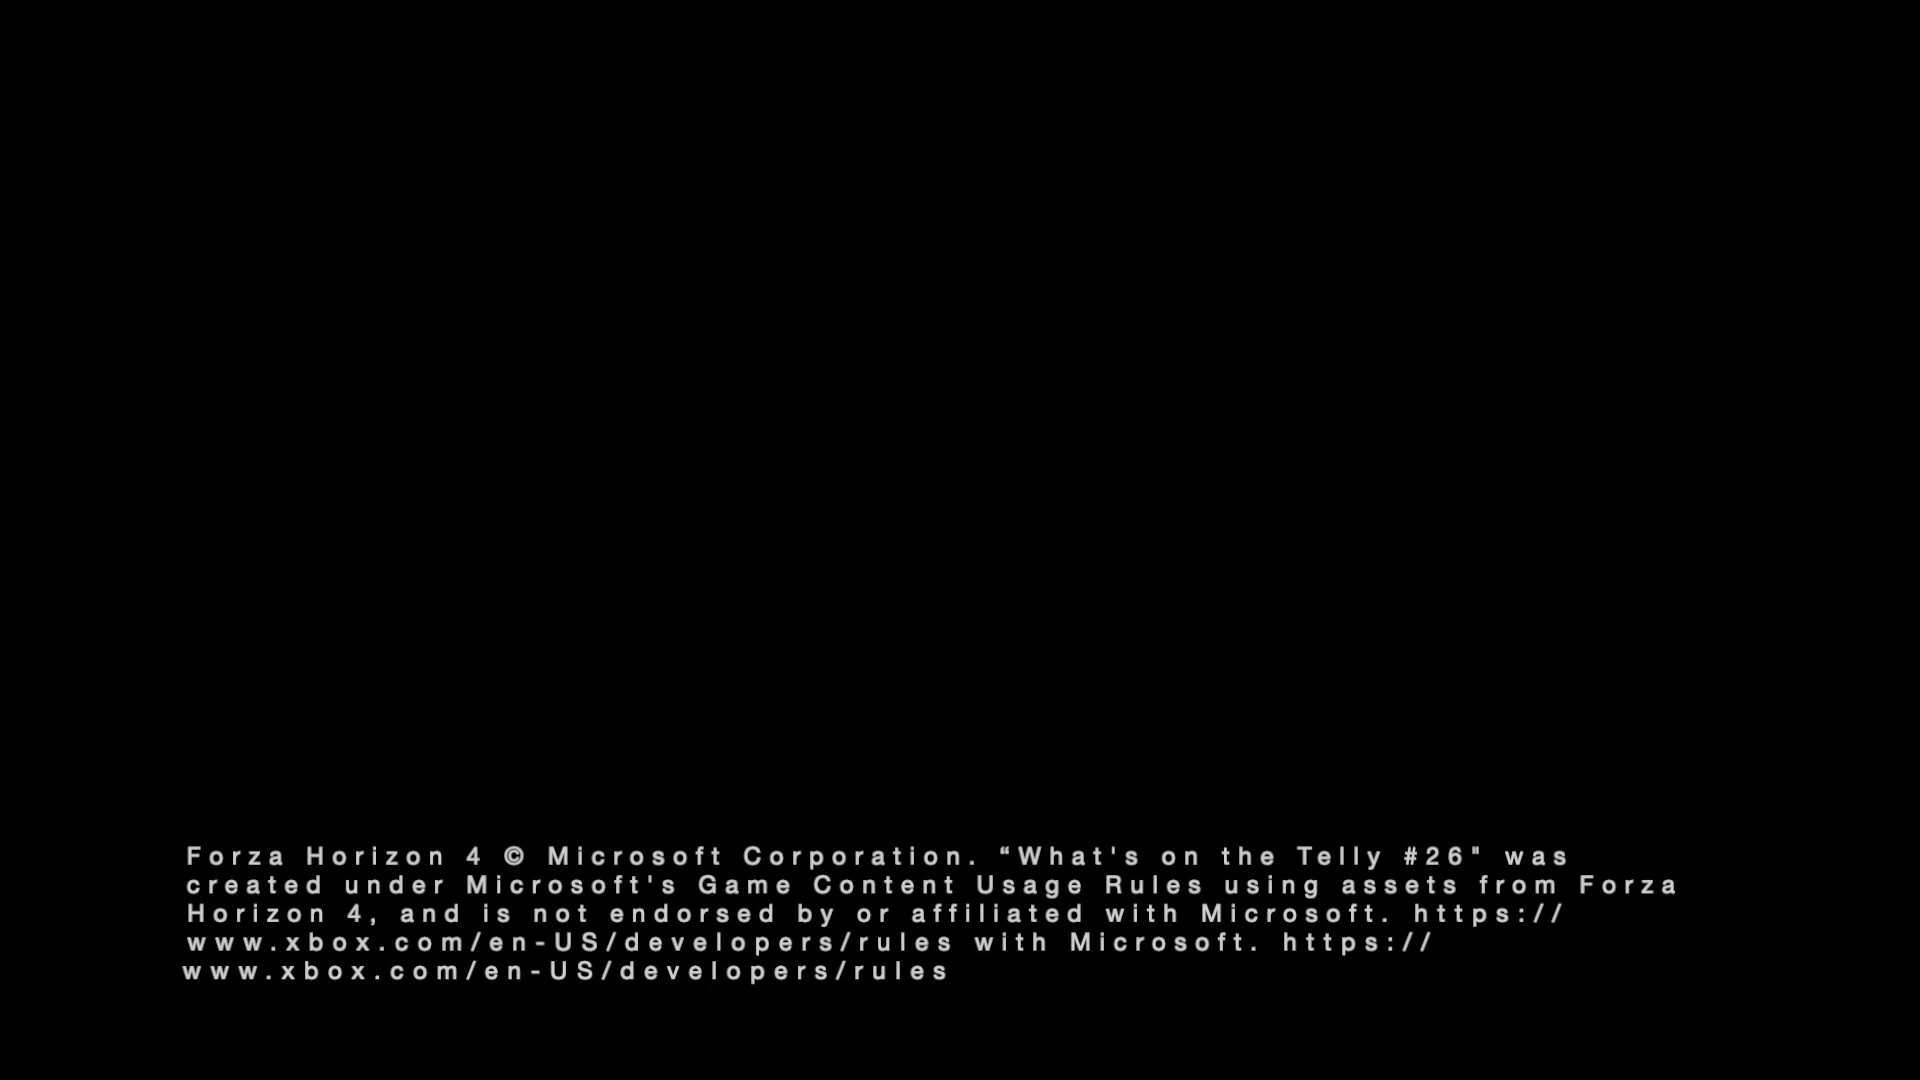 Forza Horizon 4 © Microsoft Corporation. “What's on the Telly #26" was
created under Microsoft's Game Content Usage Rules using assets from Forza
Horizon 4, and is not endorsed by or affiliated with Microsoft. https://
www.xbox.com/en-US/developers/rules with Microsoft. https://
www.xbox.com/en-US/developers/rules